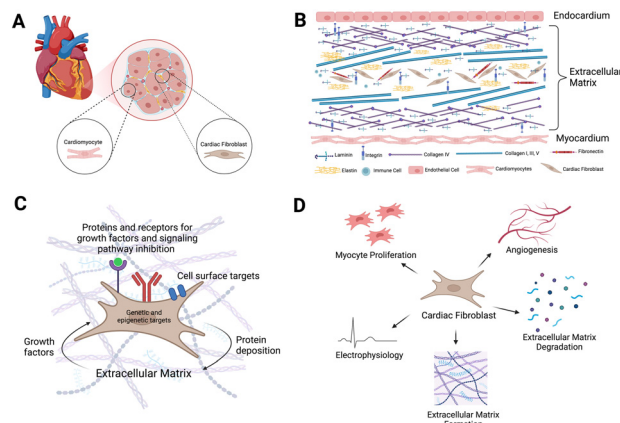 A
Cardiomyocyte
Cardiac Fibroblast
B
Endocardium
Extracellular
Matrix
Myocardium
Laminin
Integrin
Collagen IV
Collagen I, III, V
Fibronectin
Elastin
Immune Cell
Endothelial Cell
Cardiomyocytes
Cardiac Fibroblast
C
Proteins and receptors for
growth factors and signaling
pathway inhibition
Cell surface targets
Genetic and
epigenetic targets
Growth
factors
Protein
deposition
Extracellular Matrix
D
Myocyte Proliferation
Angiogenesis
Cardiac Fibroblast
Electrophysiology
Extracellular Matrix
Degradation
Extracellular Matrix
Formation